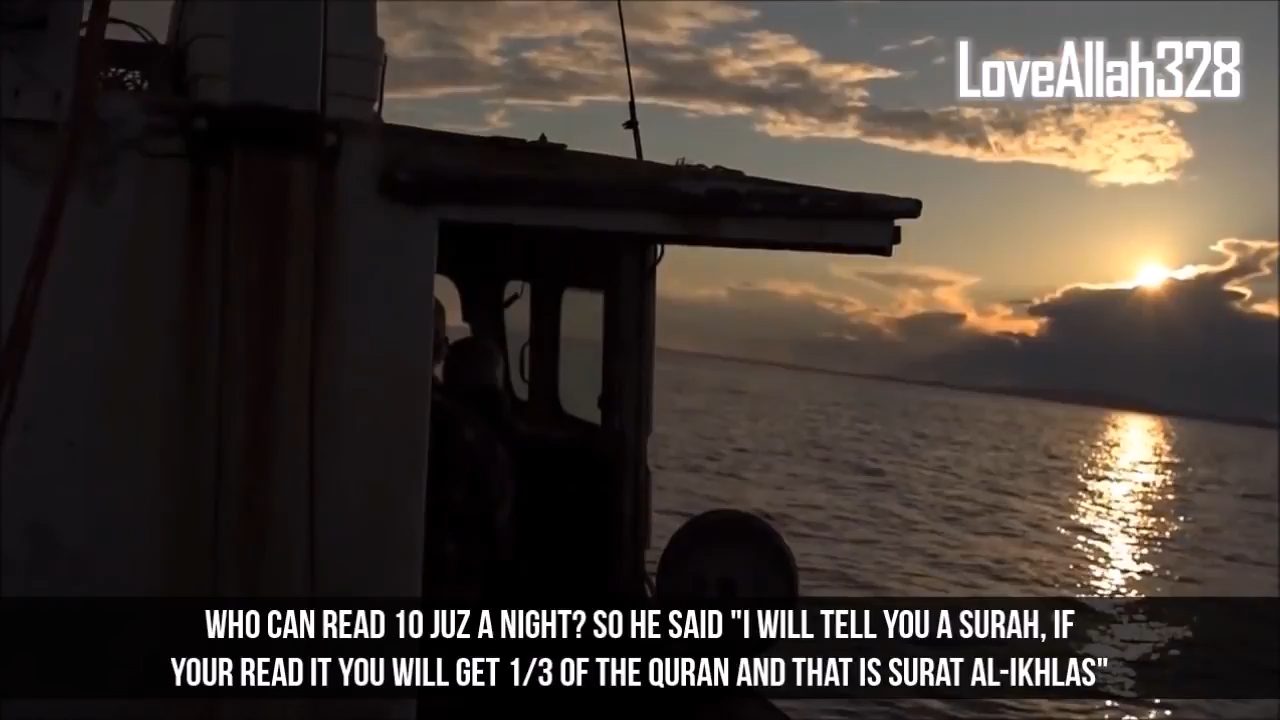 LoveAllah328
WHO CAN READ 10 JUZ A NIGHT? SO HE SAID "I WILL TELL YOU A SURAH, IF
YOUR READ IT YOU WILL GET 1/3 OF THE QURAN AND THAT IS SURAT AL-IKHLAS"